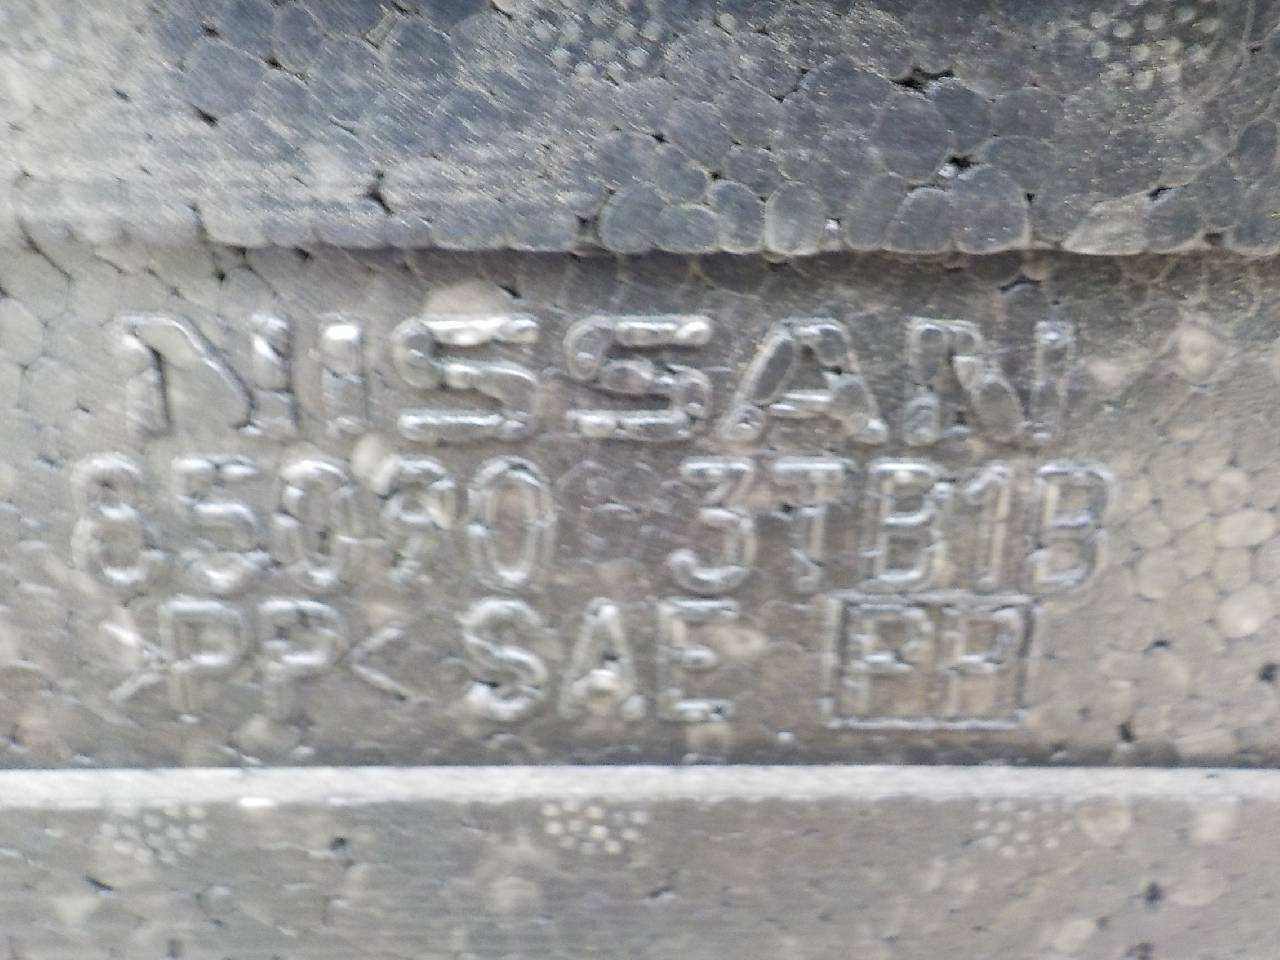 NISSAN
85090 3TB1B
>PP< SAE PP